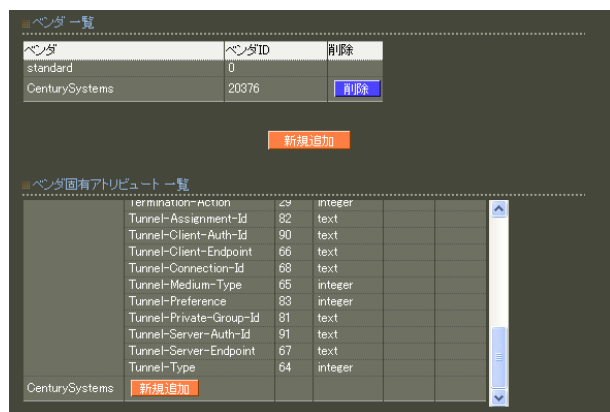 ベンダ 一覧
ベンダ ベンダID 削除
standard 0
CenturySystems 20376 削除
新規追加
ベンダ固有アトリビュート 一覧
Termination-Action 29 integer
Tunnel-Assignment-Id 82 text
Tunnel-Client-Auth-Id 90 text
Tunnel-Client-Endpoint 66 text
Tunnel-Connection-Id 68 text
Tunnel-Medium-Type 65 integer
Tunnel-Preference 83 integer
Tunnel-Private-Group-Id 81 text
Tunnel-Server-Auth-Id 91 text
Tunnel-Server-Endpoint 67 text
Tunnel-Type 64 integer
CenturySystems 新規追加